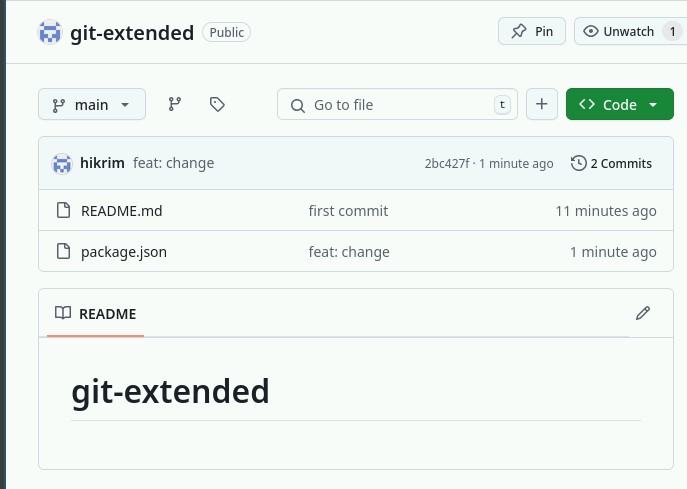 git-extended Public Pin Unwatch 1
main Go to file t Code
hikrim feat: change 2bc427f · 1 minute ago 2 Commits
README.md first commit 11 minutes ago
package.json feat: change 1 minute ago
README
git-extended